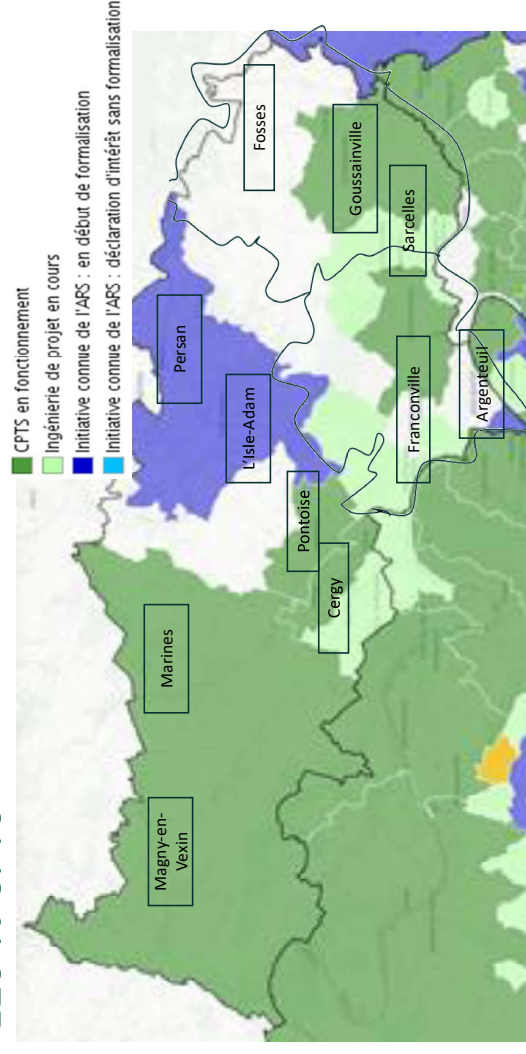 CPTS en fonctionnement
Ingénierie de projet en cours
Initiative connue de l'ARS : en début de formalisation
Initiative connue de l'ARS : déclaration d'intérêt sans formalisation
Magny-en-
Vexin
Marines
Persan
L'Isle-Adam
Fosses
Cergy
Pontoise
Goussainville
Sarcelles
Franconville
Argenteuil